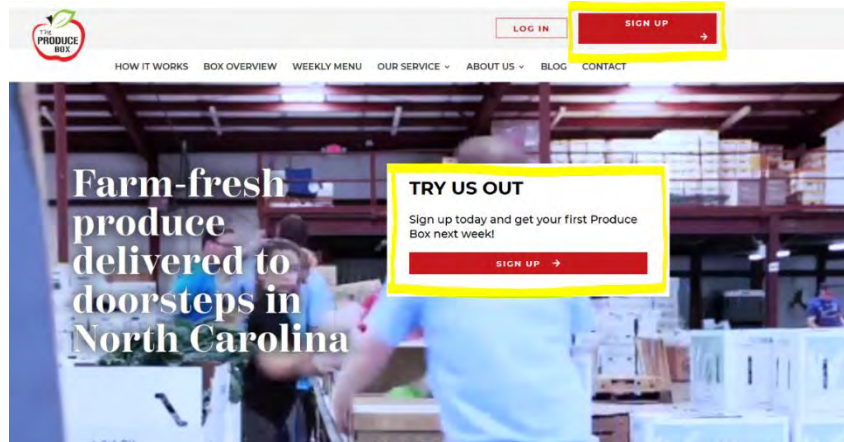 The
PRODUCE
BOX
LOG IN
SIGN UP →
HOW IT WORKS BOX OVERVIEW WEEKLY MENU OUR SERVICE ABOUT US BLOG CONTACT
Farm-fresh
produce
delivered to
doorsteps in
North Carolina
TRY US OUT
Sign up today and get your first Produce
Box next week!
SIGN UP →